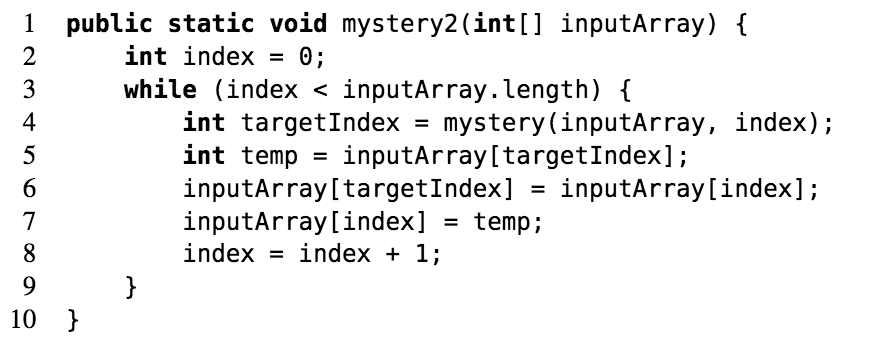 1 public static void mystery2(int[] inputArray) {
2     int index = 0;
3     while (index < inputArray.length) {
4         int targetIndex = mystery(inputArray, index);
5         int temp = inputArray[targetIndex];
6         inputArray[targetIndex] = inputArray[index];
7         inputArray[index] = temp;
8         index = index + 1;
9     }
10 }